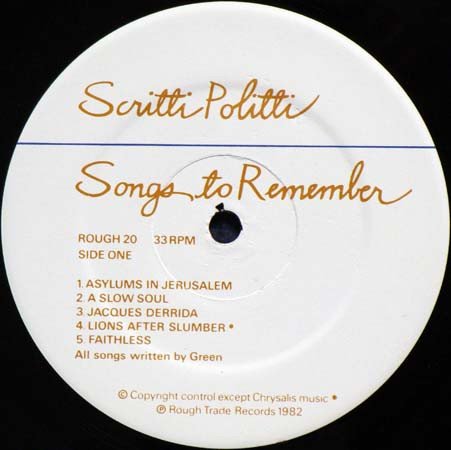 Scritti Politti
Songs to Remember
ROUGH 20 33 RPM
SIDE ONE
1. ASYLUMS IN JERUSALEM
2. A SLOW SOUL
3. JACQUES DERRIDA
4. LIONS AFTER SLUMBER •
5. FAITHLESS
All songs written by Green
© Copyright control except Chrysalis music •
℗ Rough Trade Records 1982